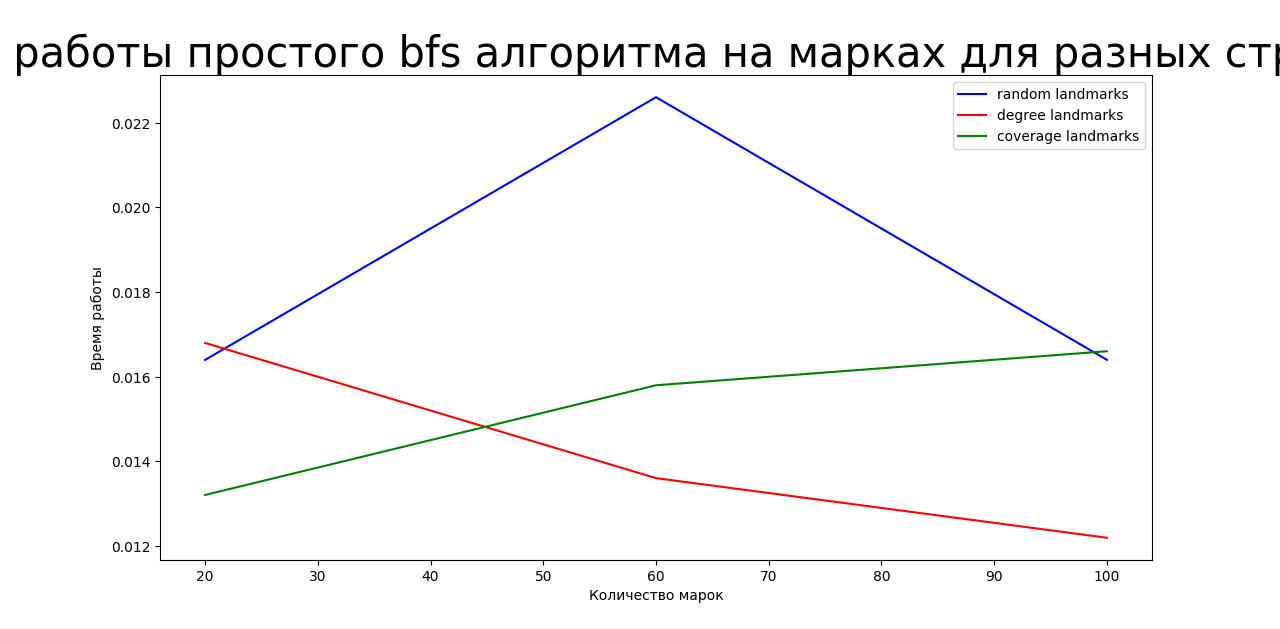 работы простого bfs алгоритма на марках для разных стр
random landmarks
degree landmarks
coverage landmarks
0.022
0.020
0.018
0.016
0.014
0.012
Время работы
20 30 40 50 60 70 80 90 100
Количество марок